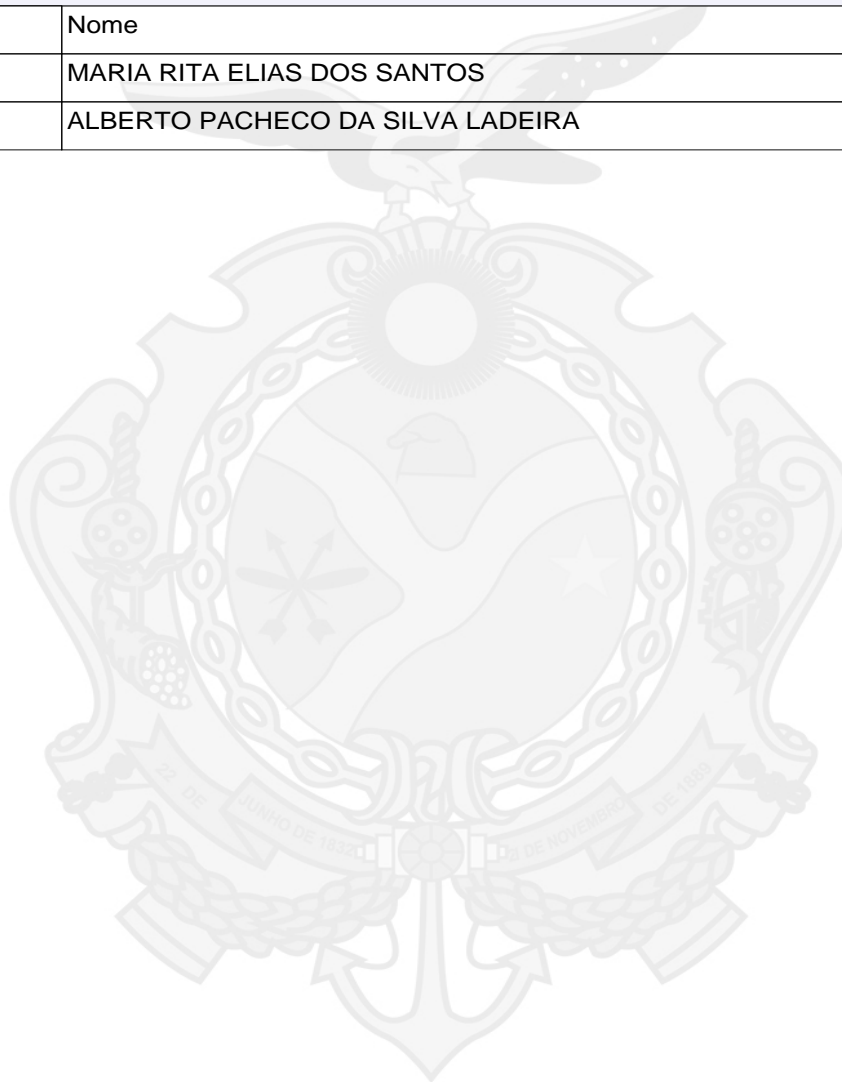 Nome
MARIA RITA ELIAS DOS SANTOS
ALBERTO PACHECO DA SILVA LADEIRA
22 DE JUNHO DE 1832
DE NOVEMBRO DE 1889